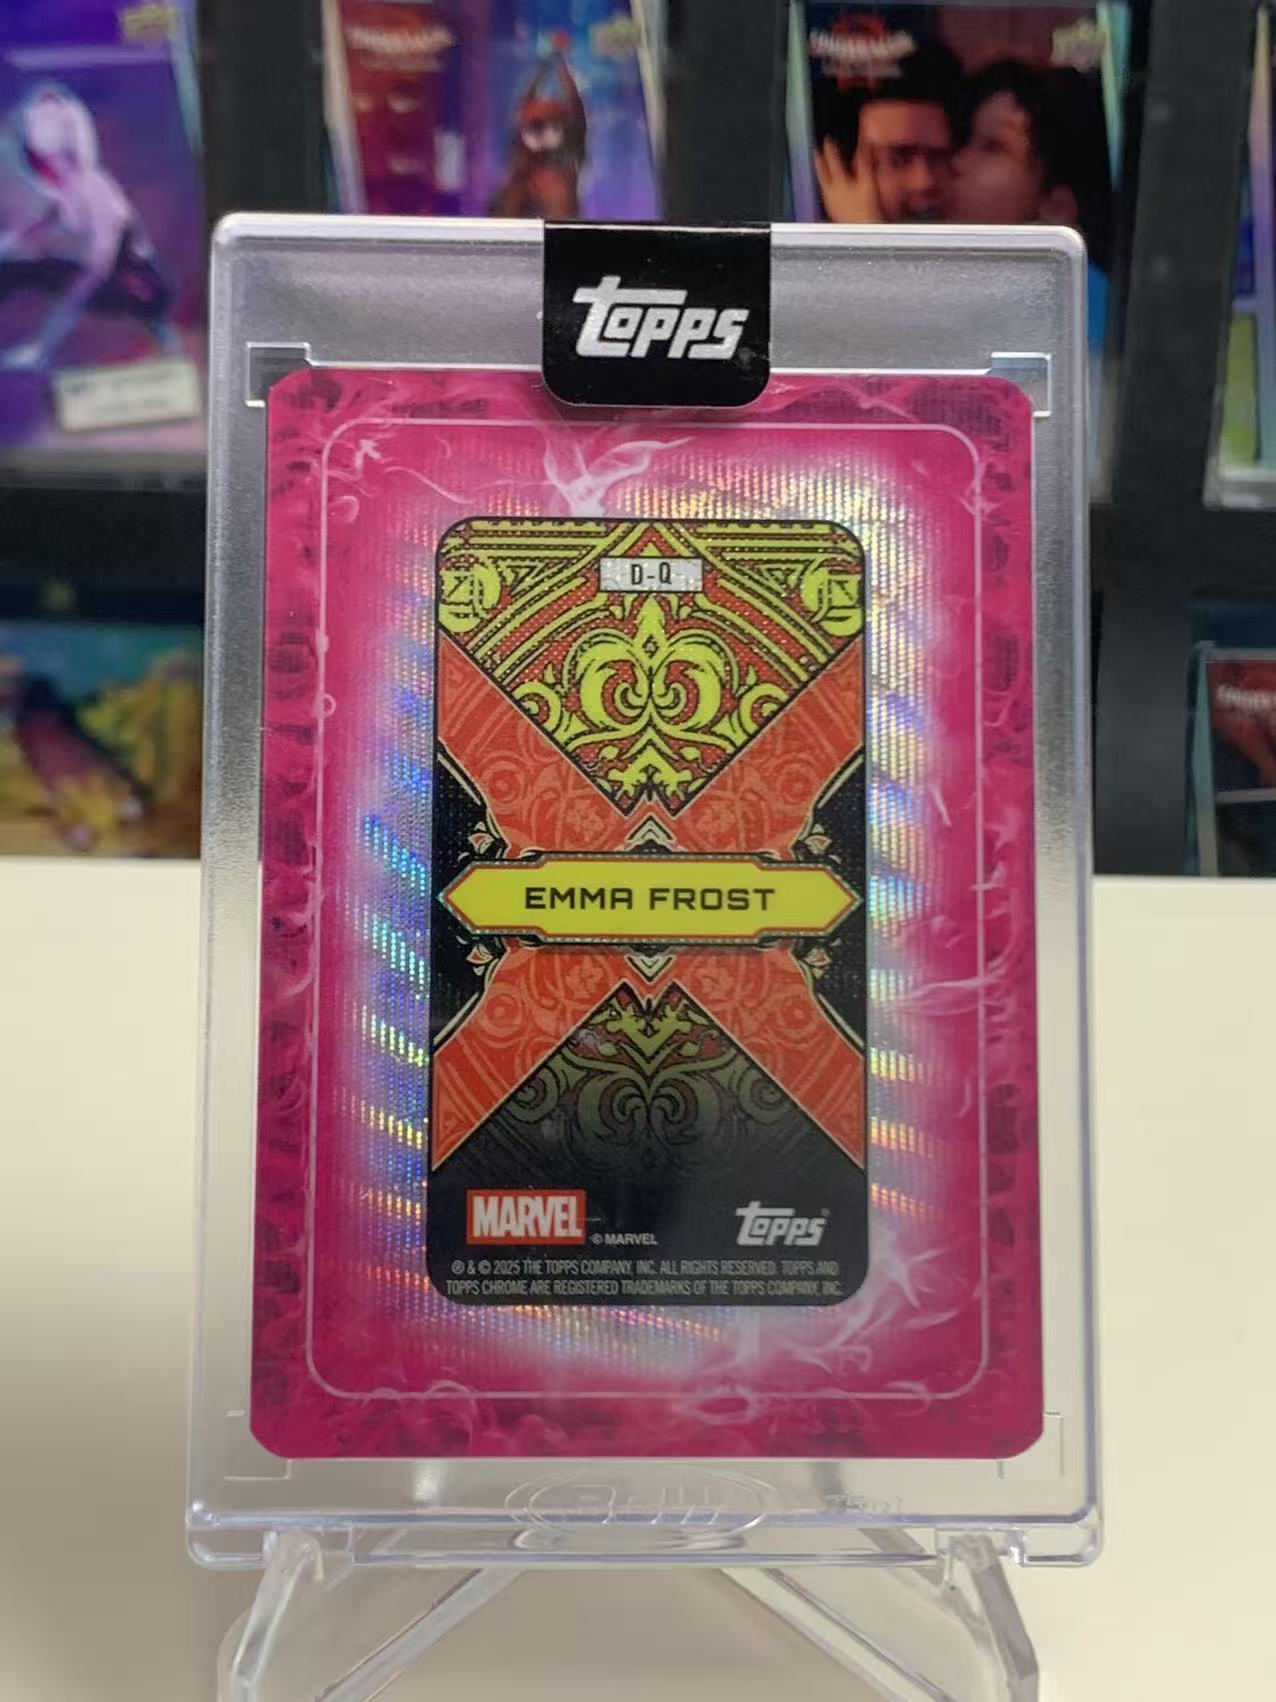 topps
D-Q
EMMA FROST
MARVEL
© MARVEL
topps
® & © 2025 THE TOPPS COMPANY, INC. ALL RIGHTS RESERVED. TOPPS AND
TOPPS CHROME ARE REGISTERED TRADEMARKS OF THE TOPPS COMPANY, INC.